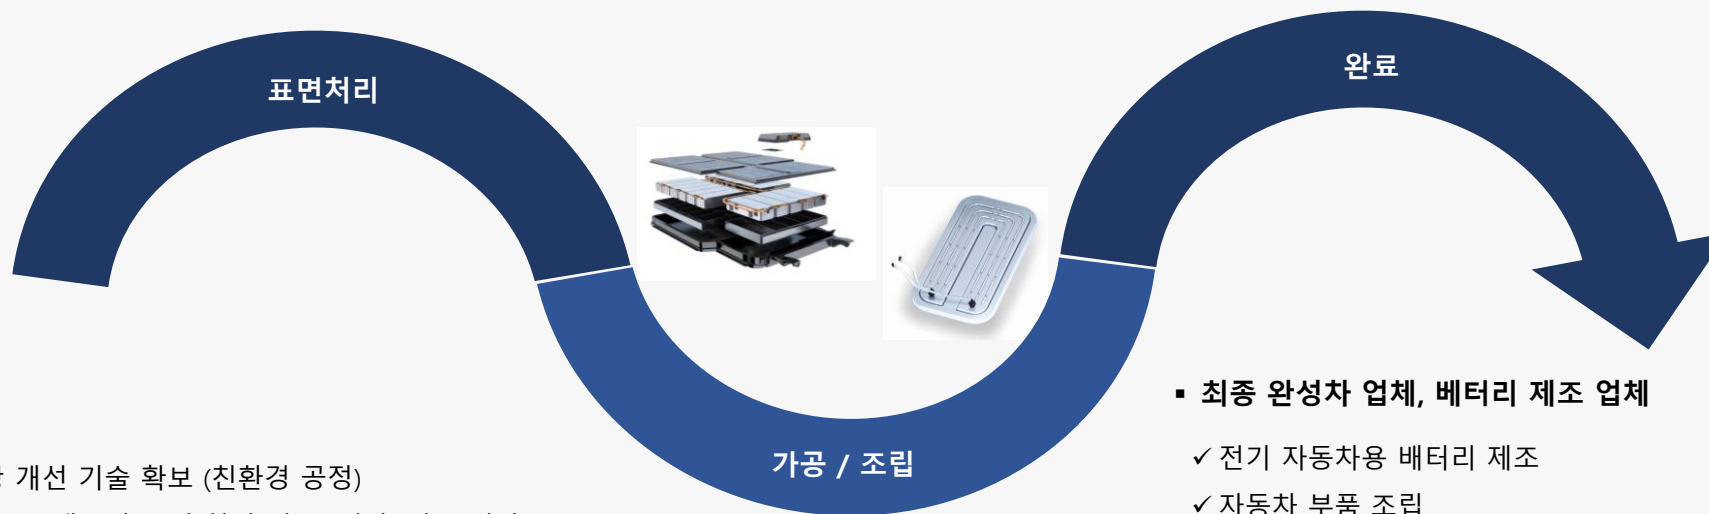 표면처리
완료
가공 / 조립
개선 기술 확보 (친환경 공정)
▪ 최종 완성차 업체, 베터리 제조 업체
✓ 전기 자동차용 배터리 제조
✓ 자동차 부품 조립